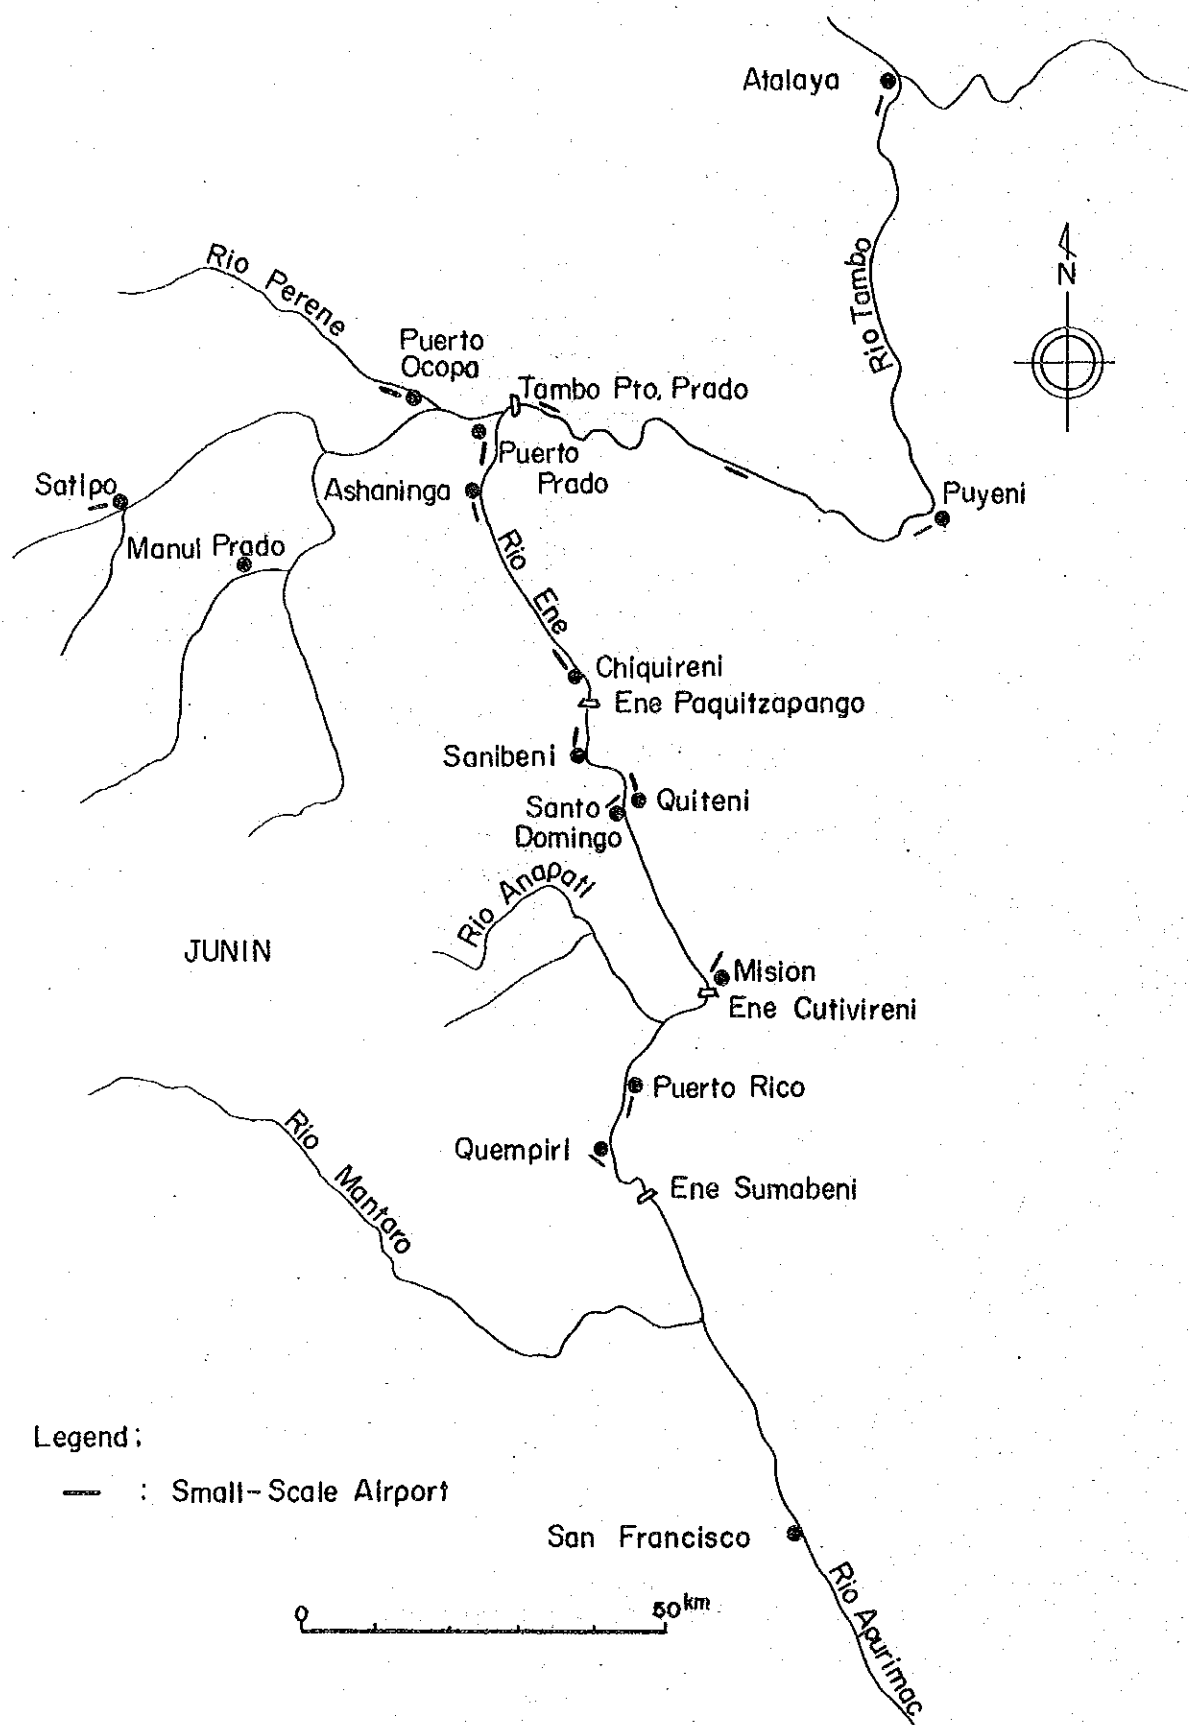 Atalaya
Rio Perene
Rio Tambo
N
Puerto
Ocopa
Tambo Pto. Prado
Satipo
Puerto
Prado
Ashaninga
Puyeni
Manul Prado
Rio Ene
Chiquireni
Ene Paquitzapango
Sanibeni
Quiteni
Santo
Domingo
Rio Anapati
JUNIN
Mision
Ene Cutivireni
Puerto Rico
Quempiri
Rio Mantaro
Ene Sumabeni
Legend;
: Small-Scale Airport
San Francisco
0 50 km
Rio Apurimac